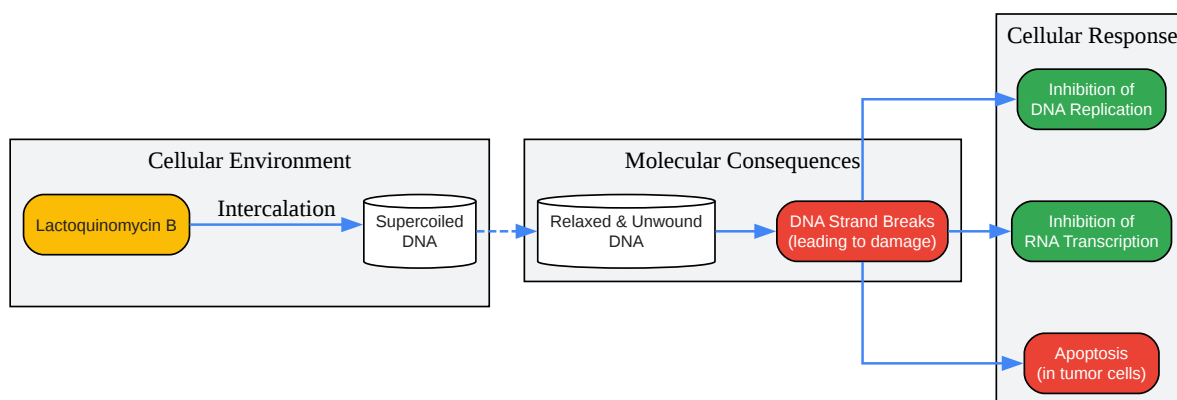 Cellular Environment
Lactoquinomycin B
Intercalation
Supercoiled
DNA
Molecular Consequences
Relaxed & Unwound
DNA
DNA Strand Breaks
(leading to damage)
Cellular Response
Inhibition of
DNA Replication
Inhibition of
RNA Transcription
Apoptosis
(in tumor cells)